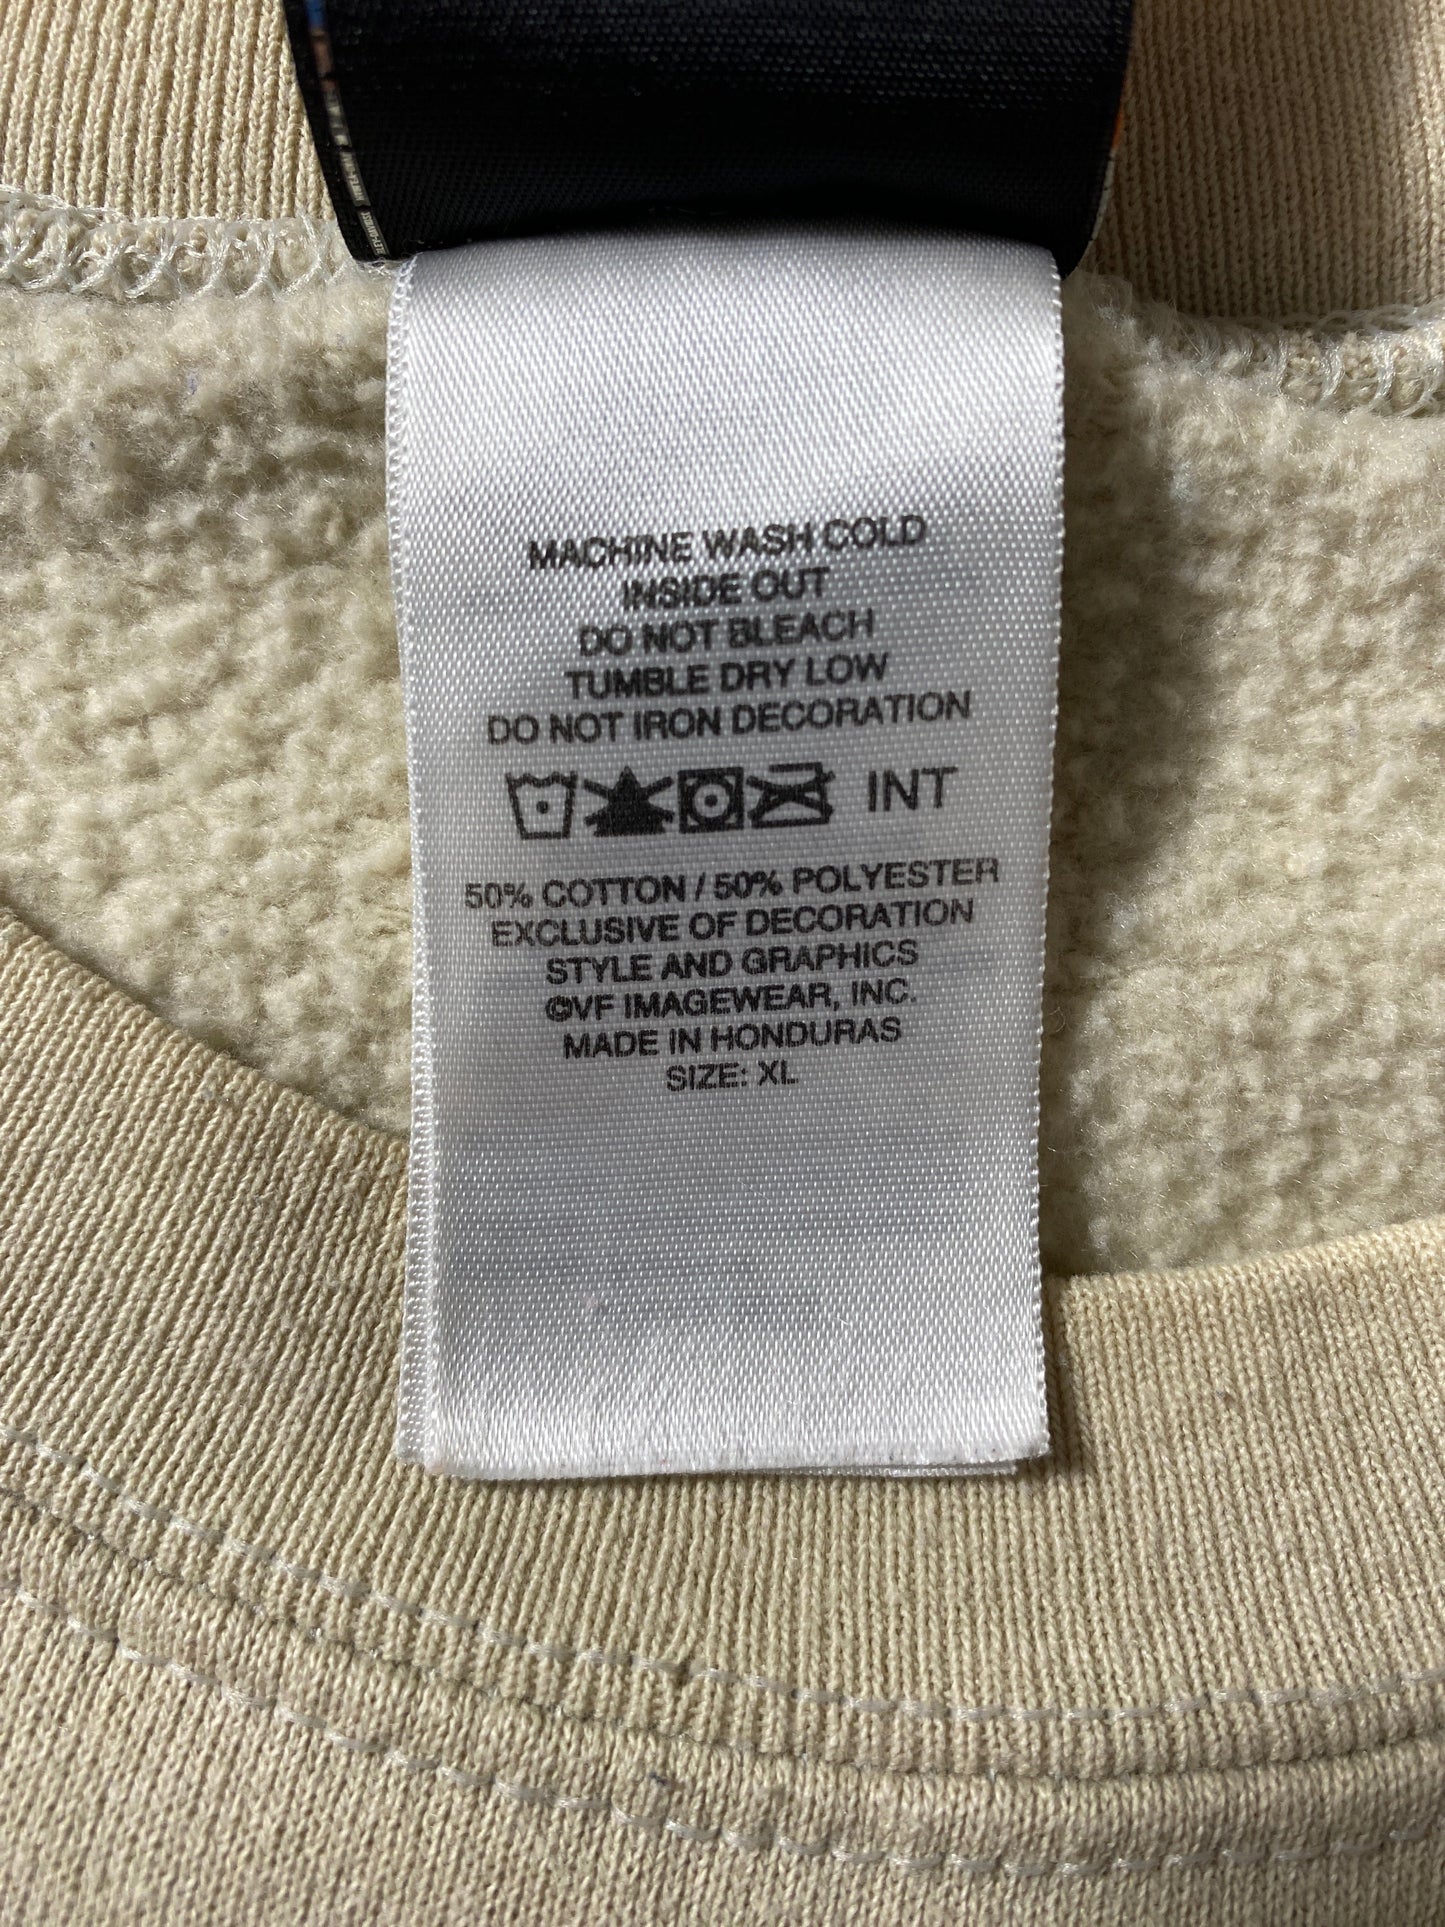 MACHINE WASH COLD
INSIDE OUT
DO NOT BLEACH
TUMBLE DRY LOW
DO NOT IRON DECORATION
INT
50% COTTON / 50% POLYESTER
EXCLUSIVE OF DECORATION
STYLE AND GRAPHICS
©VF IMAGEWEAR, INC.
MADE IN HONDURAS
SIZE: XL